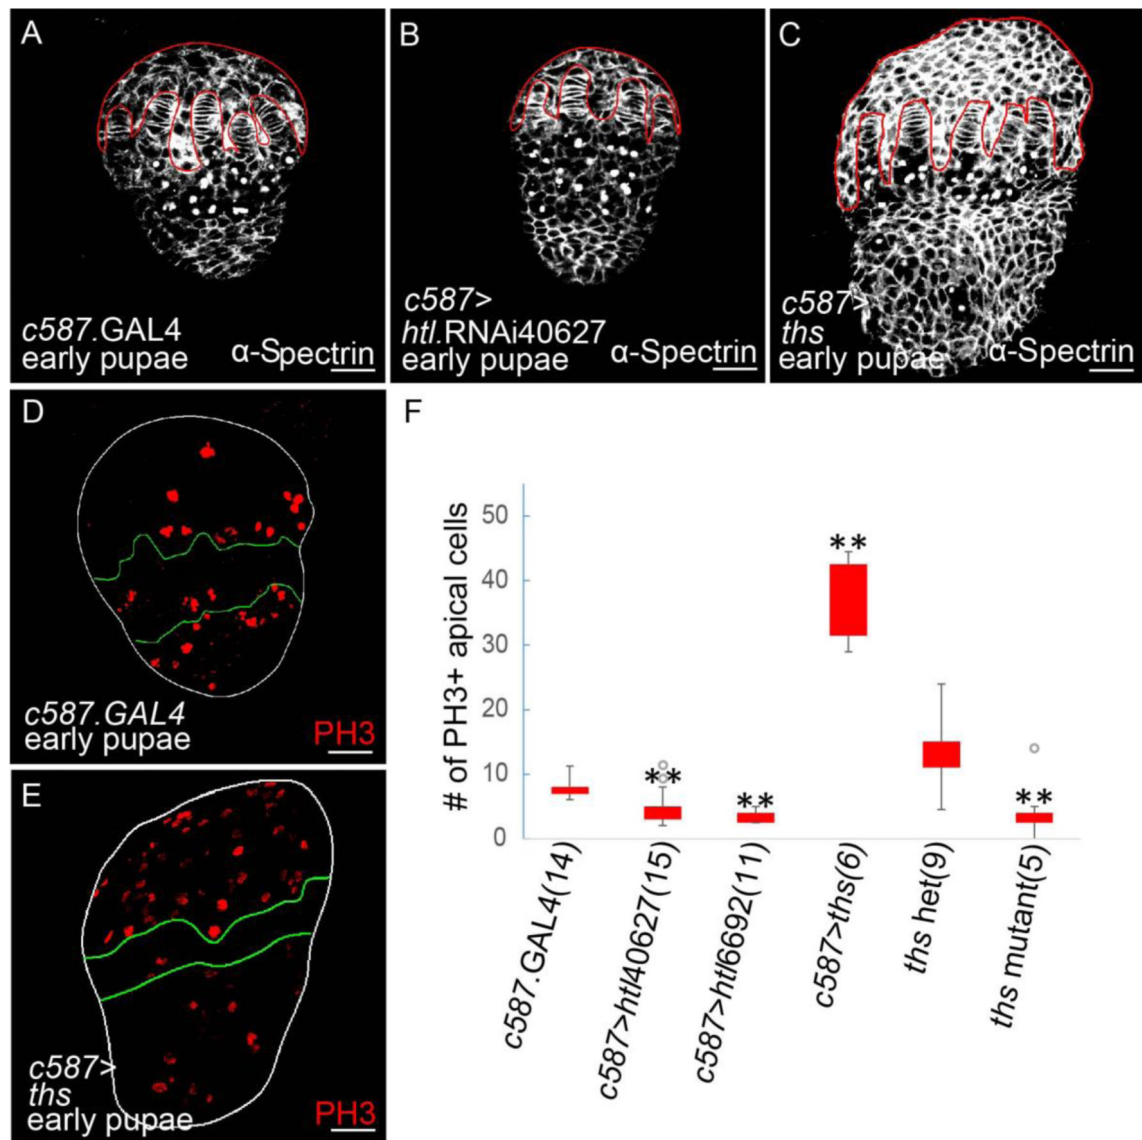 A
c587.GAL4
early pupae
α-Spectrin
B
c587>
htl.RNAi40627
early pupae
α-Spectrin
C
c587>
ths
early pupae
α-Spectrin
D
c587.GAL4
early pupae
PH3
E
c587>
ths
early pupae
PH3
F
# of PH3+ apical cells
50
40
30
20
10
0
**
**
**
**
c587.GAL4(14)
c587>htl40627(15)
c587>htl6692(11)
c587>ths(6)
ths het(9)
ths mutant(5)